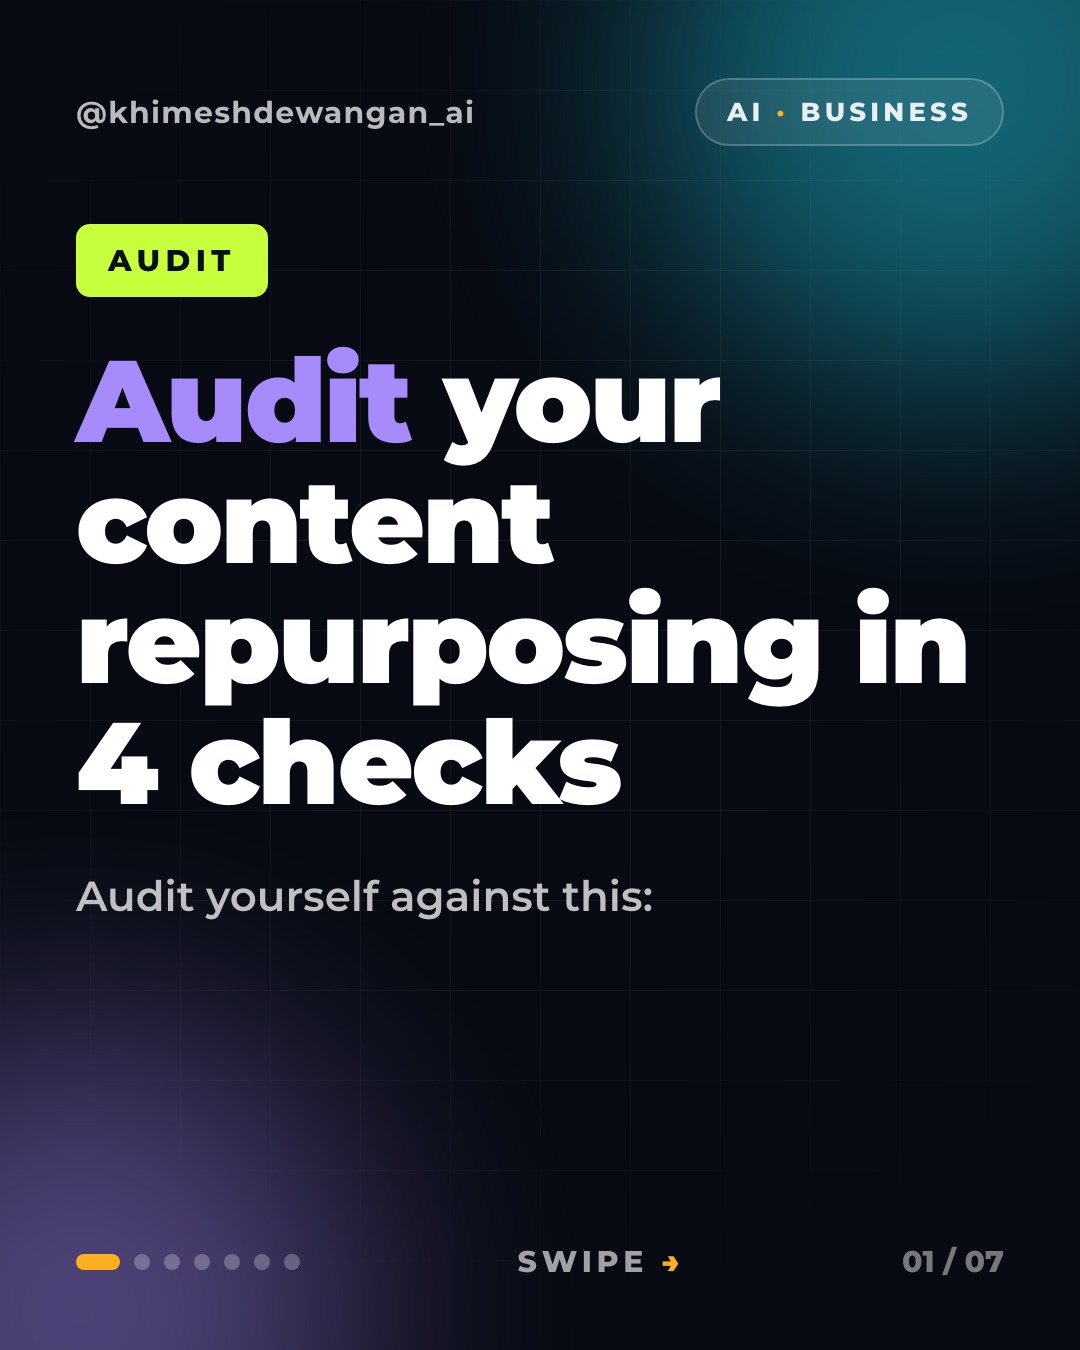 @khimeshdewangan_ai
AI · BUSINESS
AUDIT
Audit your
content
repurposing in
4 checks
Audit yourself against this:
SWIPE →
01 / 07